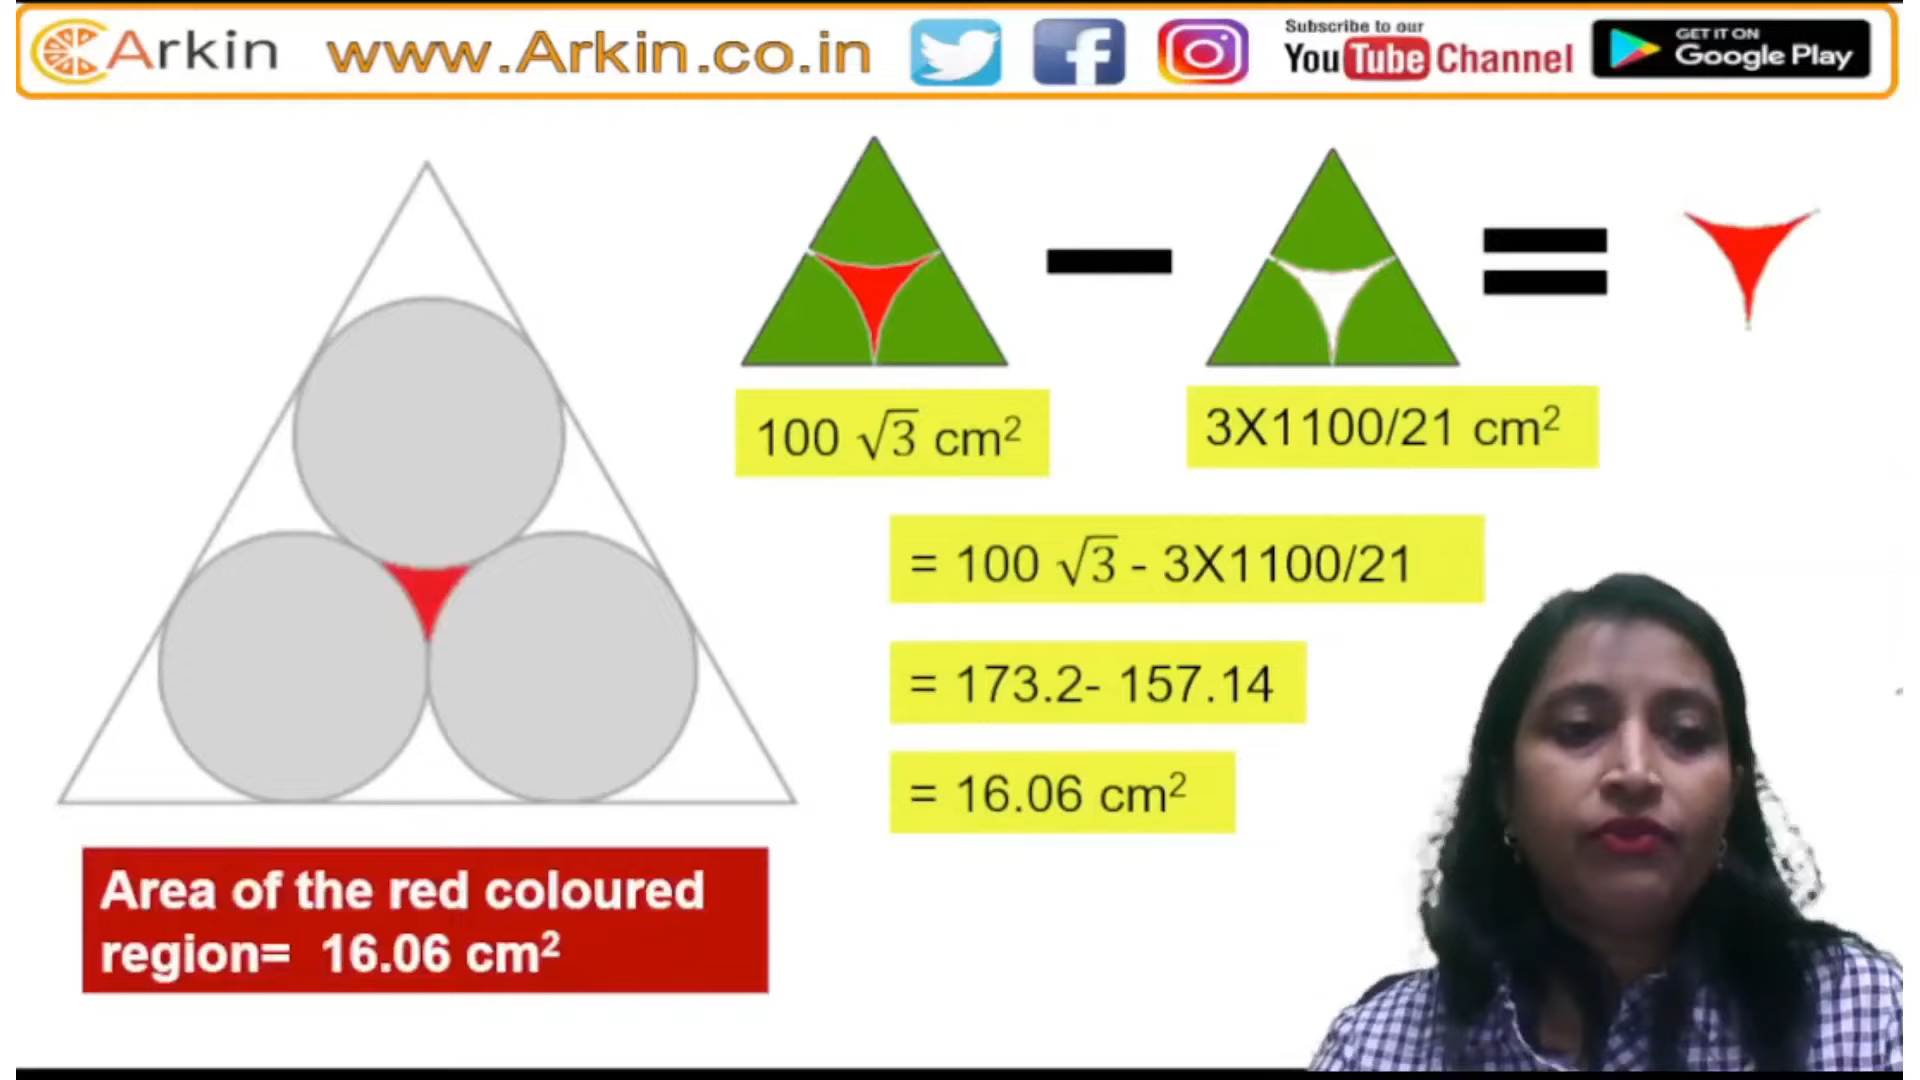 Arkin
www.Arkin.co.in
Subscribe to our
YouTube Channel
GET IT ON
Google Play
100 √3 cm²
3X1100/21 cm²
= 100 √3 - 3X1100/21
= 173.2- 157.14
= 16.06 cm²
Area of the red coloured
region= 16.06 cm²